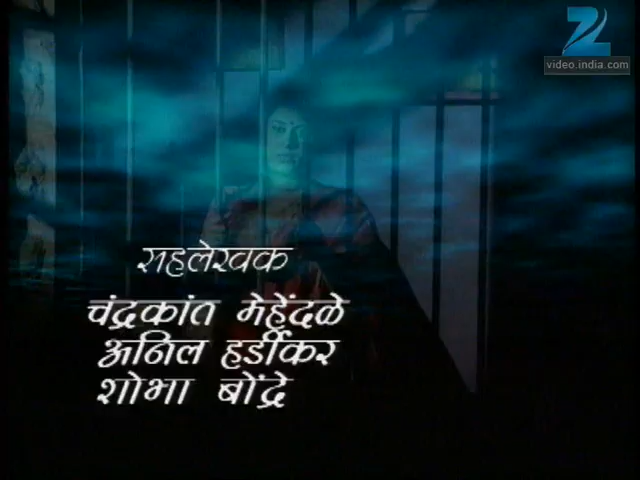 video.india.com
सहलेखक
चंद्रकांत मेहेंदळे
अनिल हर्डीकर
शोभा बोंद्रे